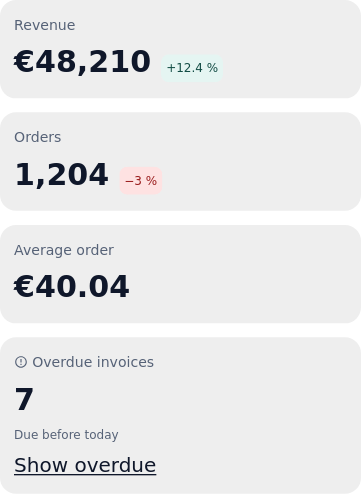 Revenue
€48,210 +12.4 %
Orders
1,204 −3 %
Average order
€40.04
Overdue invoices
7
Due before today
Show overdue